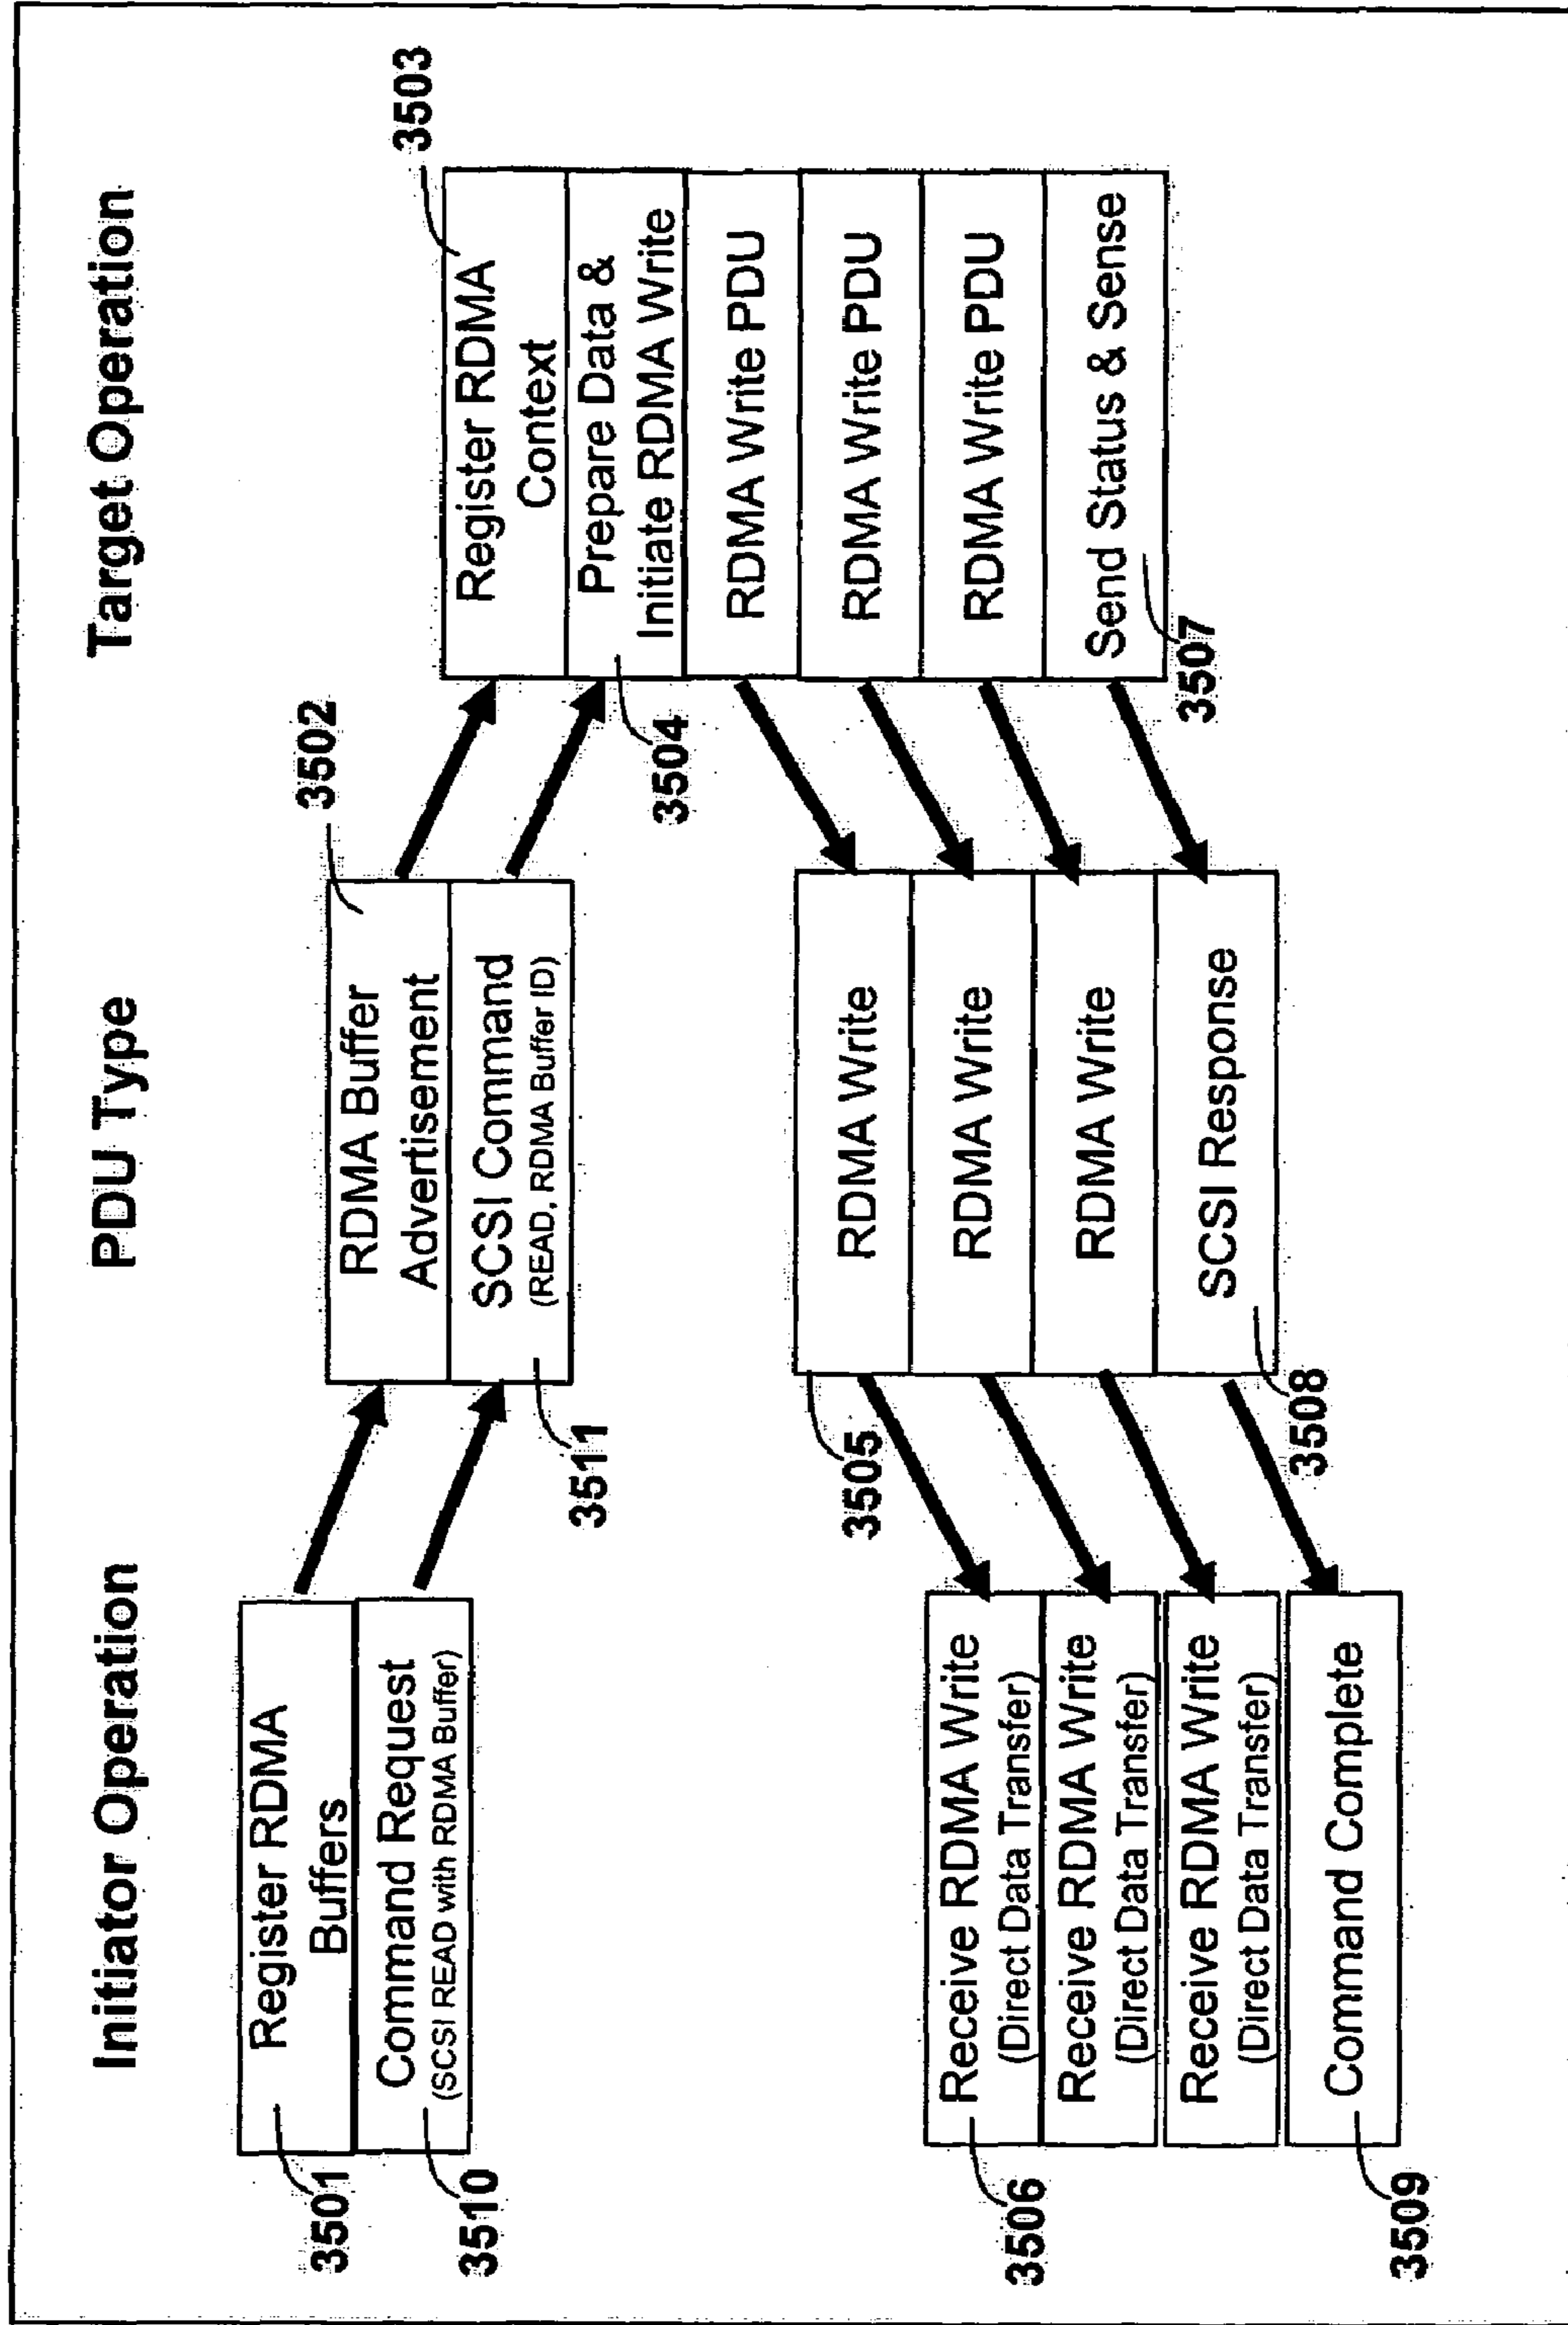 Initiator Operation
PDU Type
Target Operation
Register RDMA
Buffers
3501
Command Request
(SCSI READ with RDMA Buffer)
3510
RDMA Buffer
Advertisement
3502
SCSI Command
(READ, RDMA Buffer ID)
3511
Register RDMA
Context
3503
Prepare Data &
Initiate RDMA Write
3504
RDMA Write PDU
RDMA Write PDU
RDMA Write PDU
Send Status & Sense
3507
RDMA Write
3505
RDMA Write
RDMA Write
SCSI Response
3508
Receive RDMA Write
(Direct Data Transfer)
3506
Receive RDMA Write
(Direct Data Transfer)
Receive RDMA Write
(Direct Data Transfer)
Command Complete
3509